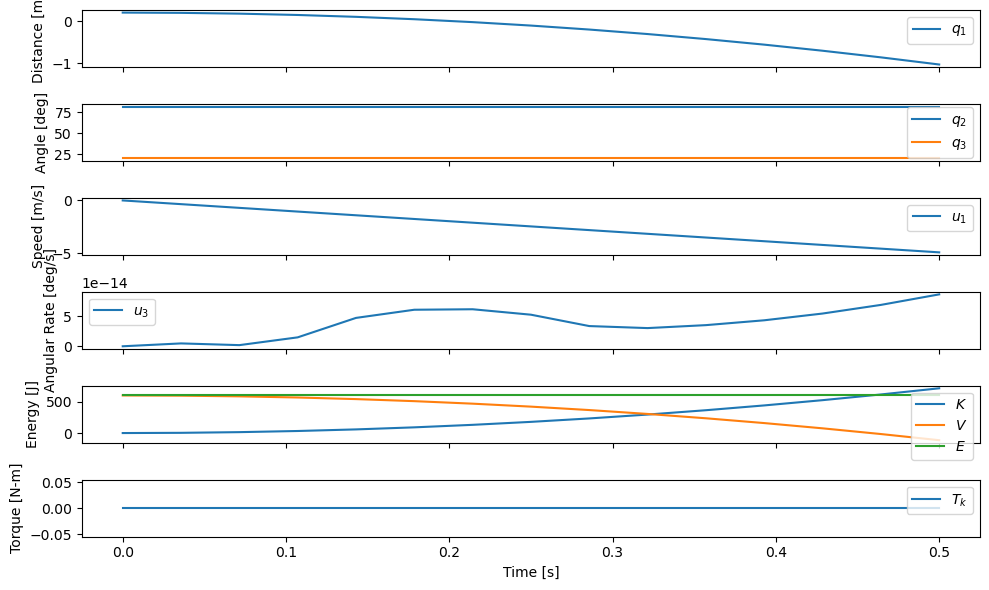 Distance [m
0
−1
q₁
Angle [deg]
75
50
25
q₂
q₃
Speed [m/s]
0
−5
u₁
Angular Rate [deg/s]
1e−14
5
0
u₃
Energy [J]
500
0
K
V
E
Torque [N-m]
0.05
0.00
−0.05
T_k
0.0 0.1 0.2 0.3 0.4 0.5
Time [s]